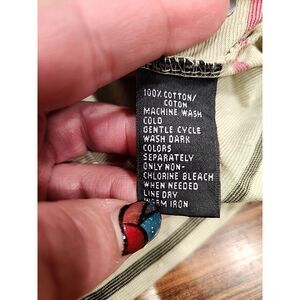 100% COTTON/
COTON
MACHINE WASH
COLD
GENTLE CYCLE
WASH DARK
COLORS
SEPARATELY
ONLY NON-
CHLORINE BLEACH
WHEN NEEDED
LINE DRY
WARM IRON